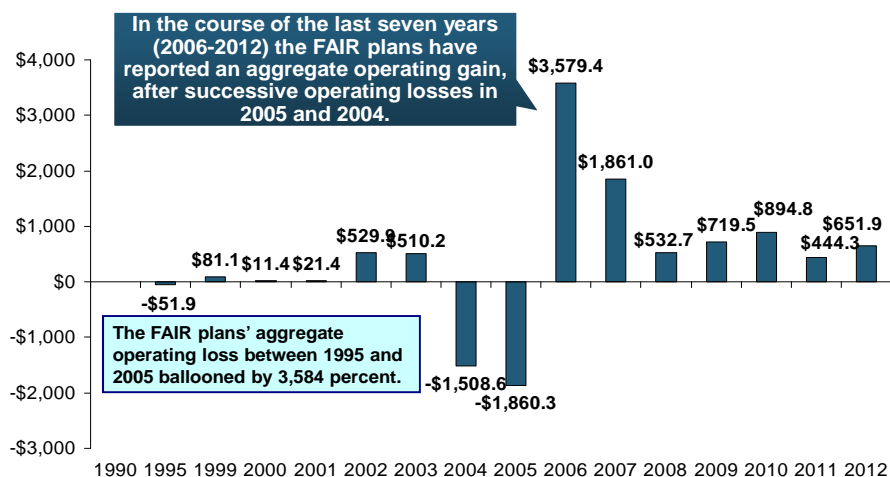 In the course of the last seven years
(2006-2012) the FAIR plans have
reported an aggregate operating gain,
after successive operating losses in
2005 and 2004.
$4,000
$3,000
$2,000
$1,000
$0
-$1,000
-$2,000
-$3,000
-$51.9
$81.1
$11.4
$21.4
$529.9
$510.2
-$1,508.6
-$1,860.3
$3,579.4
$1,861.0
$532.7
$719.5
$894.8
$444.3
$651.9
The FAIR plans’ aggregate
operating loss between 1995 and
2005 ballooned by 3,584 percent.
1990 1995 1999 2000 2001 2002 2003 2004 2005 2006 2007 2008 2009 2010 2011 2012